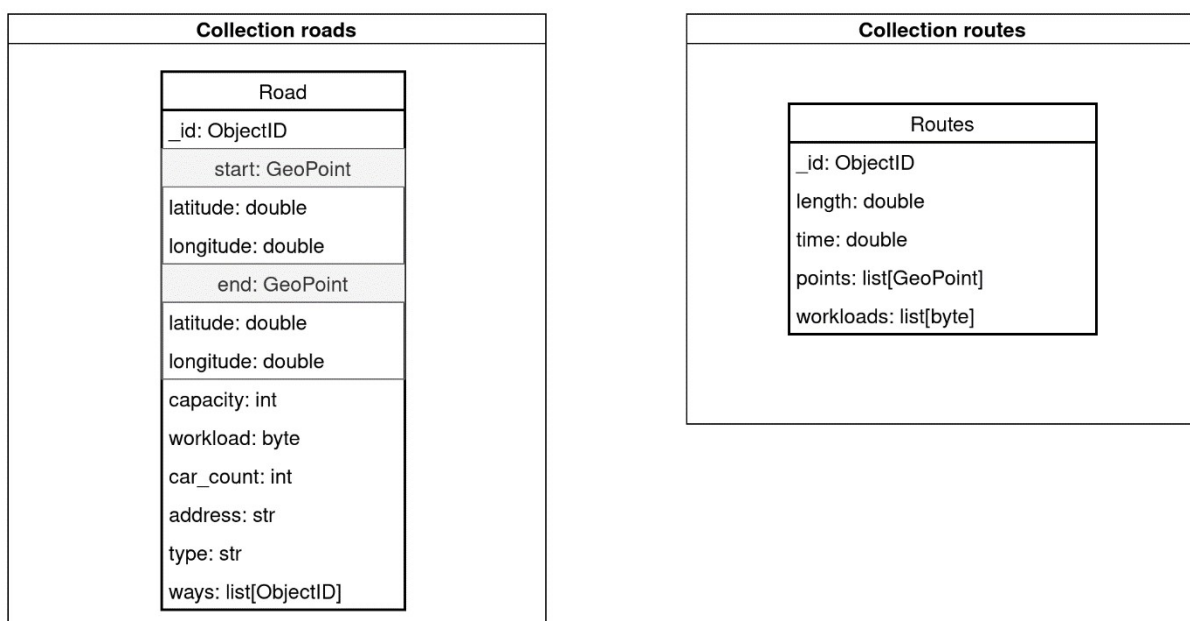 Collection roads
Road
_id: ObjectID
start: GeoPoint
latitude: double
longitude: double
end: GeoPoint
latitude: double
longitude: double
capacity: int
workload: byte
car_count: int
address: str
type: str
ways: list[ObjectID]
Collection routes
Routes
_id: ObjectID
length: double
time: double
points: list[GeoPoint]
workloads: list[byte]